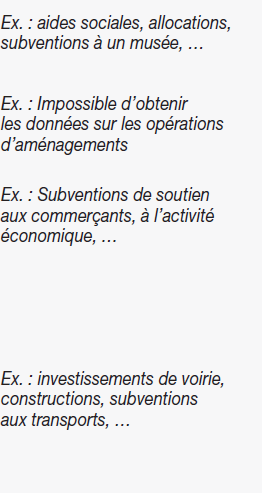 Ex. : aides sociales, allocations,
subventions à un musée, …
Ex. : Impossible d’obtenir
les données sur les opérations
d’aménagements
Ex. : Subventions de soutien
aux commerçants, à l’activité
économique, …
Ex. : investissements de voirie,
constructions, subventions
aux transports, …